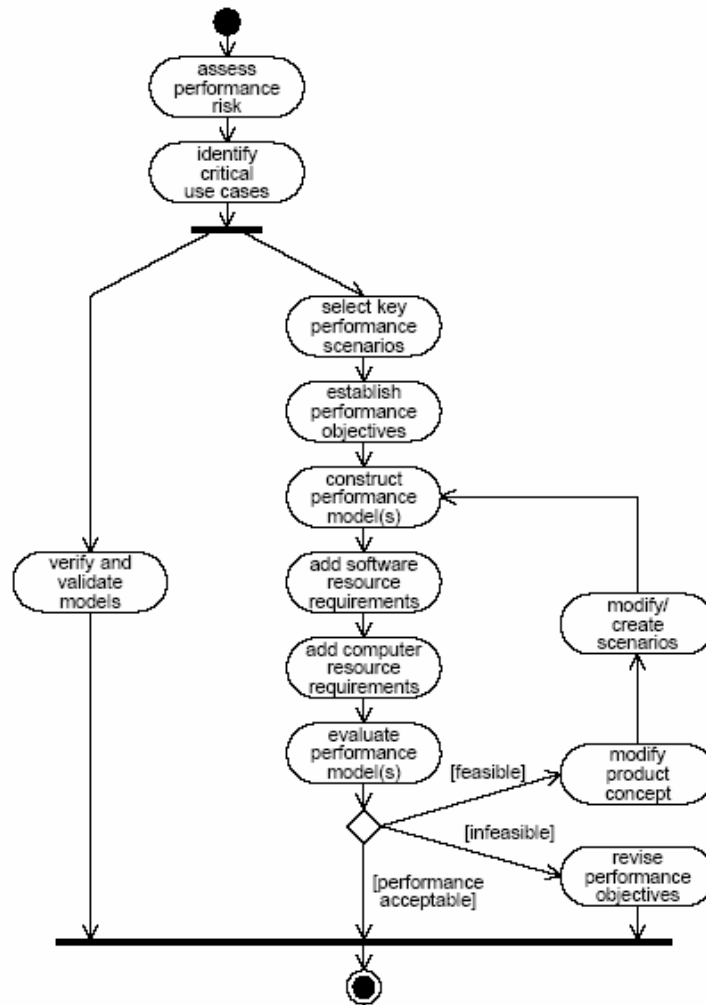 assess
performance
risk
identify
critical
use cases
select key
performance
scenarios
establish
performance
objectives
construct
performance
model(s)
verify and
validate
models
add software
resource
requirements
modify/
create
scenarios
add computer
resource
requirements
evaluate
performance
model(s)
[feasible]
modify
product
concept
[infeasible]
revise
performance
objectives
[performance
acceptable]